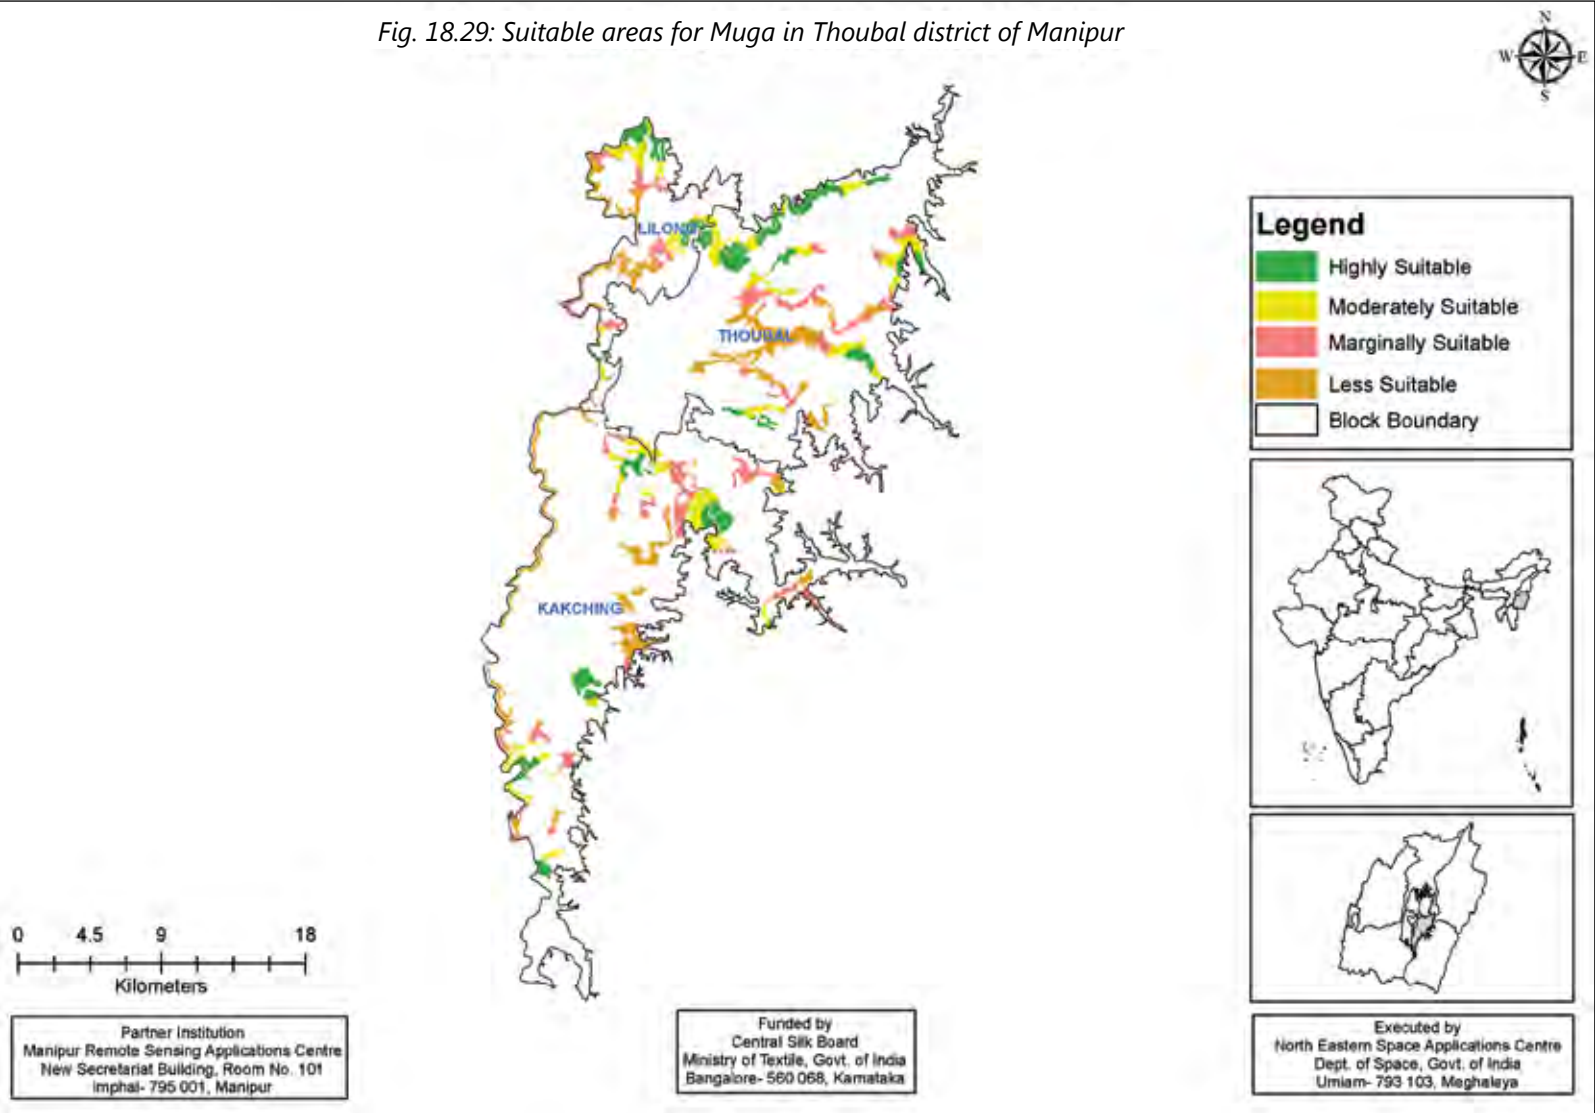 Fig. 18.29: Suitable areas for Muga in Thoubal district of Manipur
N
W
E
S
LILONG
THOUBAL
KAKCHING
Legend
Highly Suitable
Moderately Suitable
Marginally Suitable
Less Suitable
Block Boundary
0 4.5 9 18
Kilometers
Partner Institution
Manipur Remote Sensing Applications Centre
New Secretariat Building, Room No. 101
Imphal- 795 001, Manipur
Funded by
Central Silk Board
Ministry of Textile, Govt. of India
Bangalore- 560 068, Karnataka
Executed by
North Eastern Space Applications Centre
Dept. of Space, Govt. of India
Umiam- 793 103, Meghalaya